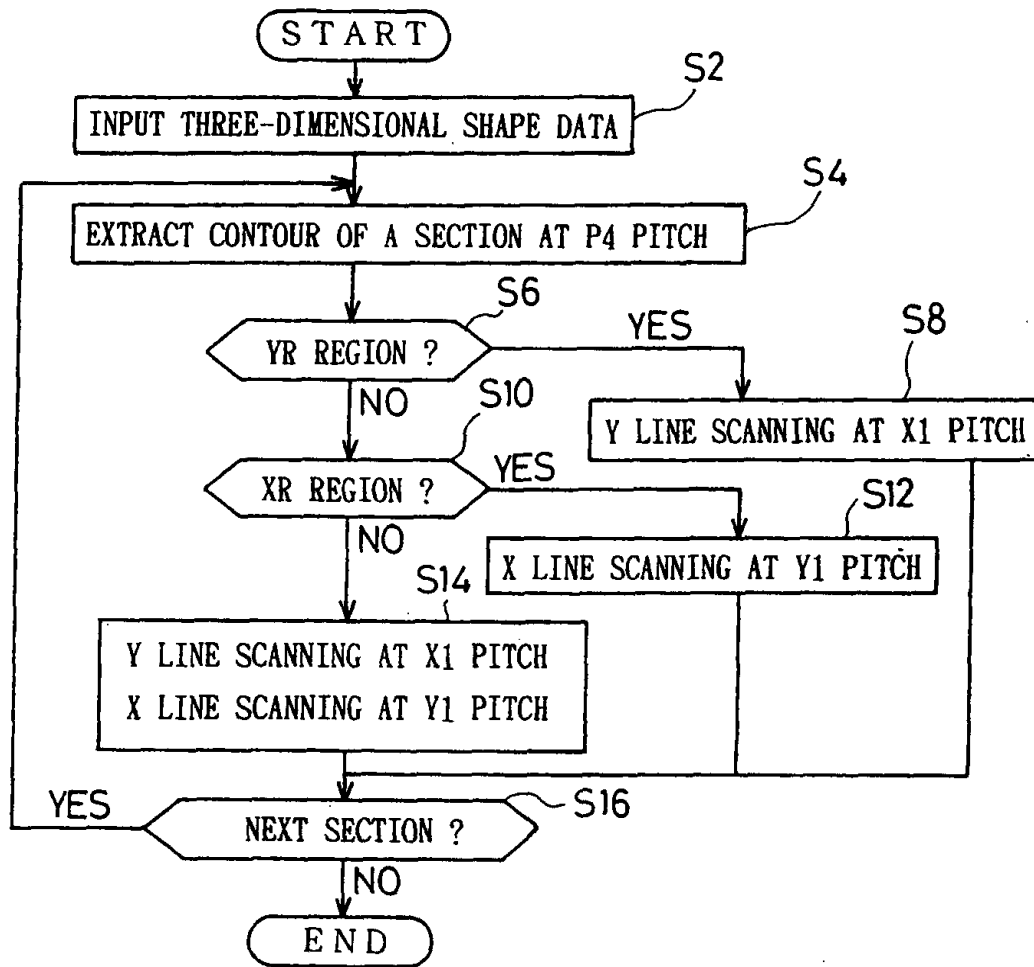 START
S2
INPUT THREE-DIMENSIONAL SHAPE DATA
S4
EXTRACT CONTOUR OF A SECTION AT P4 PITCH
S6
YR REGION ?
YES
S8
Y LINE SCANNING AT X1 PITCH
NO
S10
XR REGION ?
YES
S12
X LINE SCANNING AT Y1 PITCH
NO
S14
Y LINE SCANNING AT X1 PITCH
X LINE SCANNING AT Y1 PITCH
YES
S16
NEXT SECTION ?
NO
END